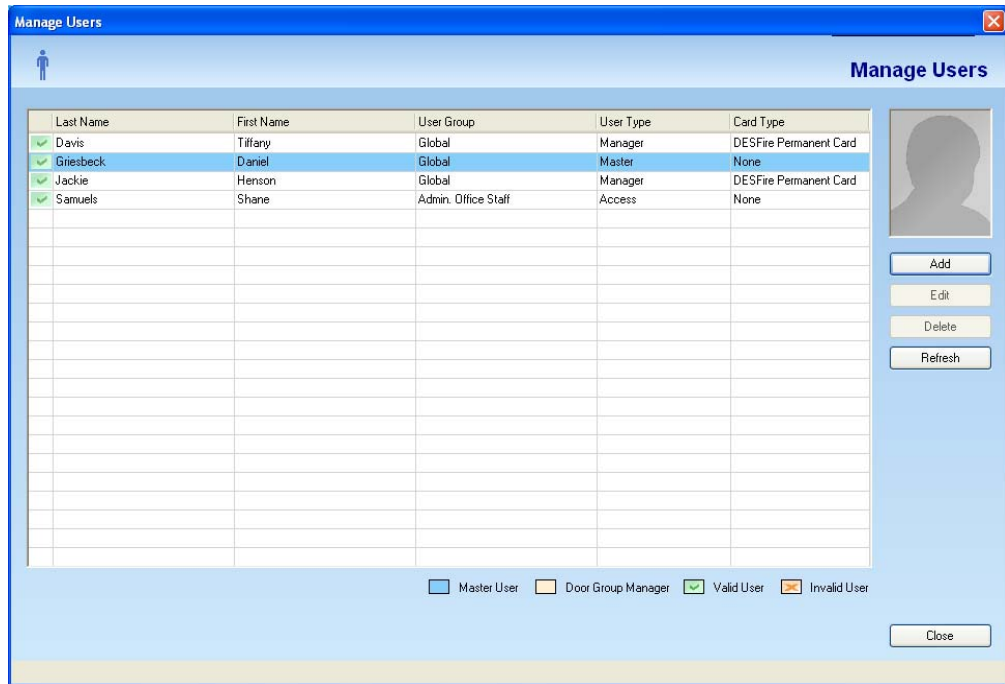 Manage Users
Manage Users
Last Name First Name User Group User Type Card Type
Davis Tiffany Global Manager DESFire Permanent Card
Griesbeck Daniel Global Master None
Jackie Henson Global Manager DESFire Permanent Card
Samuels Shane Admin. Office Staff Access None
Add
Edit
Delete
Refresh
Master User Door Group Manager Valid User Invalid User
Close